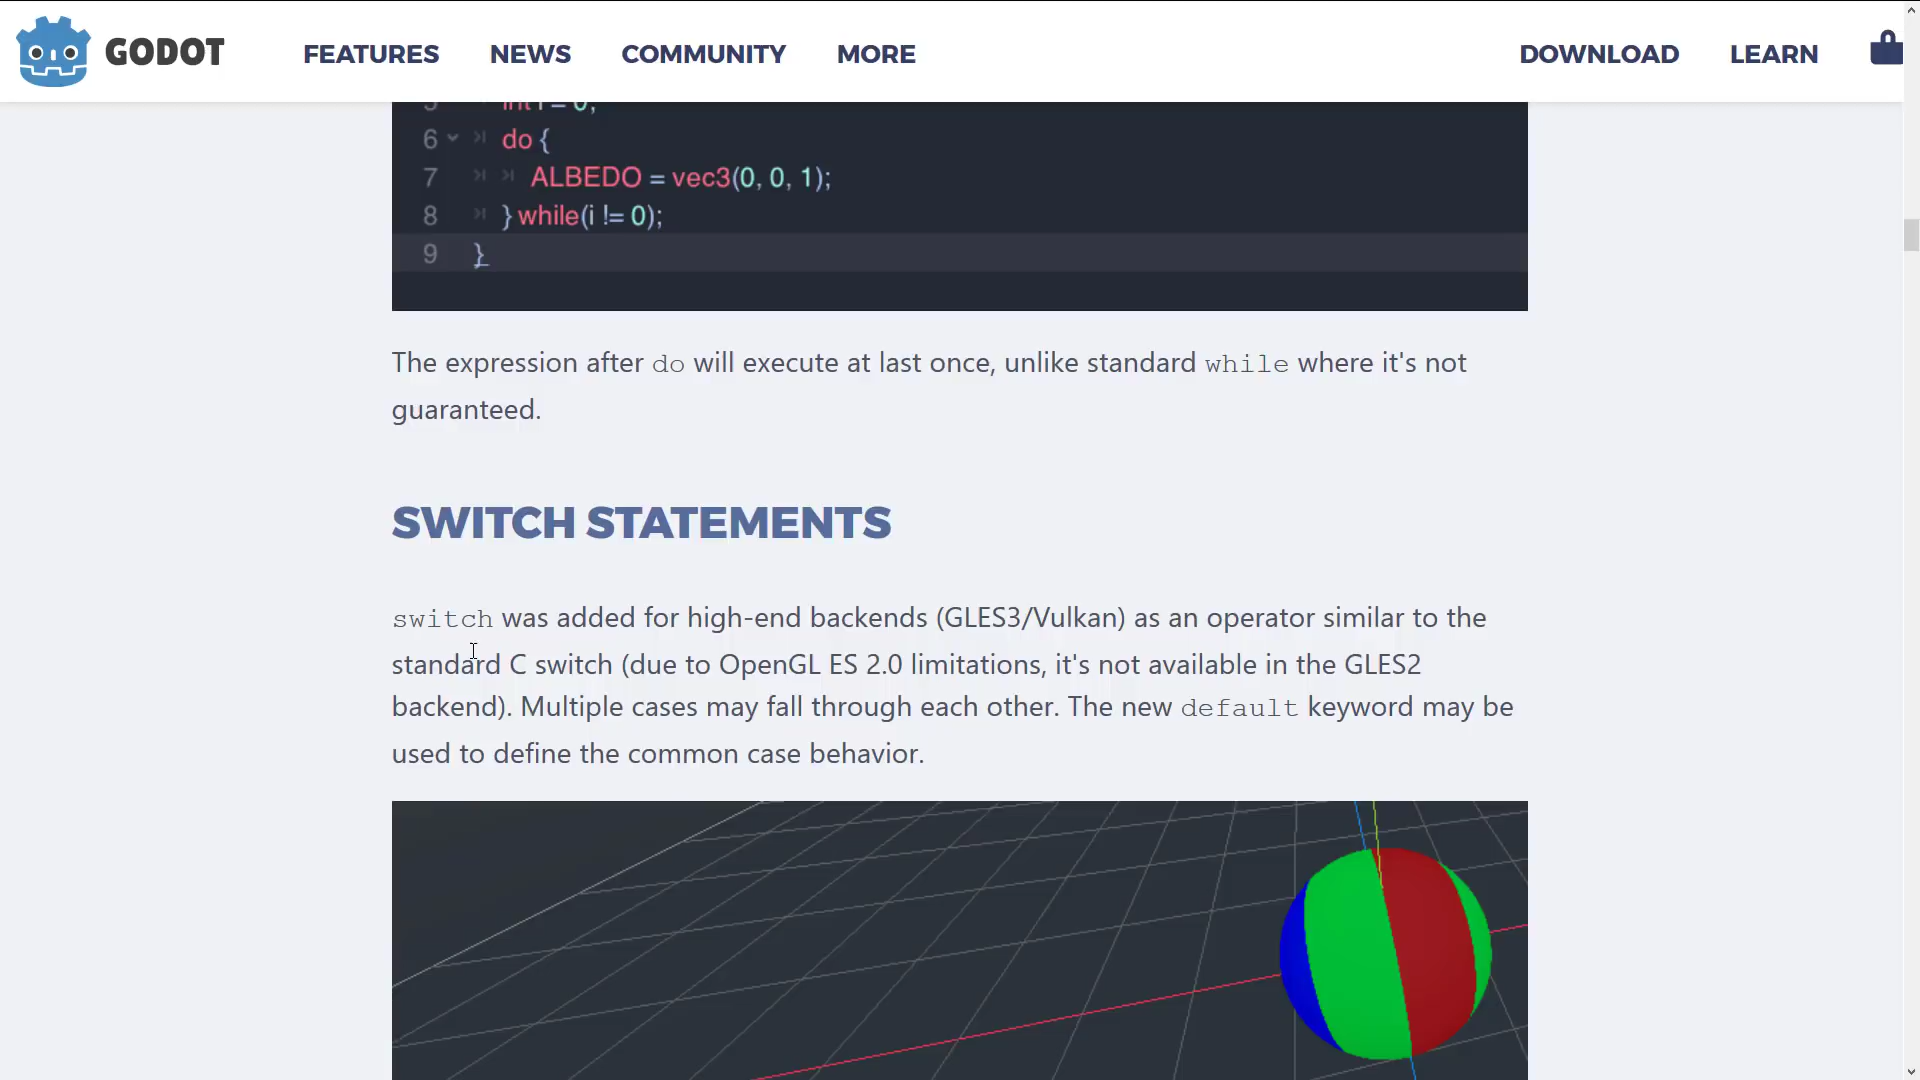 GODOT FEATURES NEWS COMMUNITY MORE DOWNLOAD LEARN
5 int i = 0;
6 do {
7 ALBEDO = vec3(0, 0, 1);
8 } while(i != 0);
9 }
The expression after do will execute at last once, unlike standard while where it's not
guaranteed.
SWITCH STATEMENTS
switch was added for high-end backends (GLES3/Vulkan) as an operator similar to the
standard C switch (due to OpenGL ES 2.0 limitations, it's not available in the GLES2
backend). Multiple cases may fall through each other. The new default keyword may be
used to define the common case behavior.